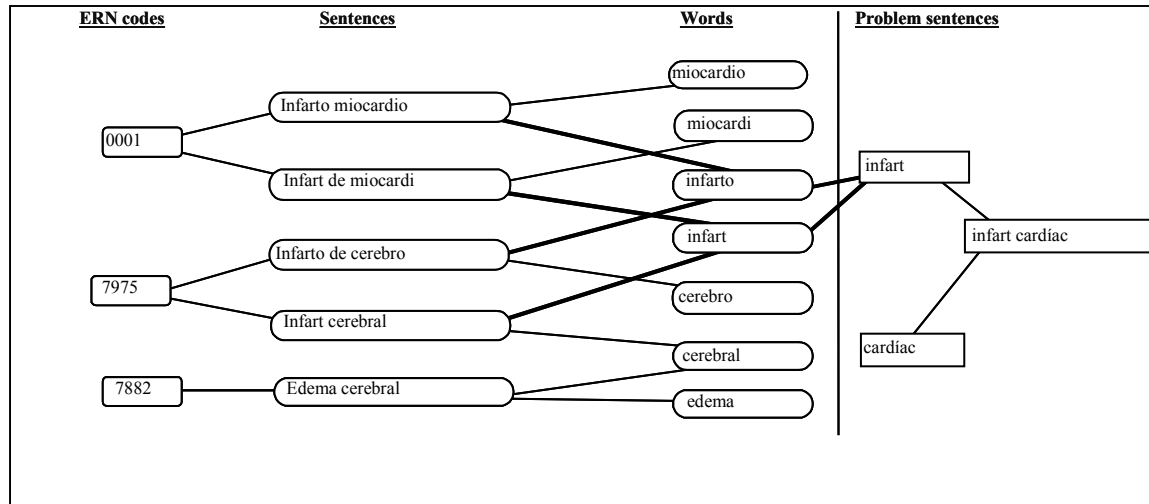 ERN codes
Sentences
Words
Problem sentences
0001
7975
7882
Infarto miocardio
Infart de miocardi
Infarto de cerebro
Infart cerebral
Edema cerebral
miocardio
miocardi
infarto
infart
cerebro
cerebral
edema
infart
infart cardíac
cardíac